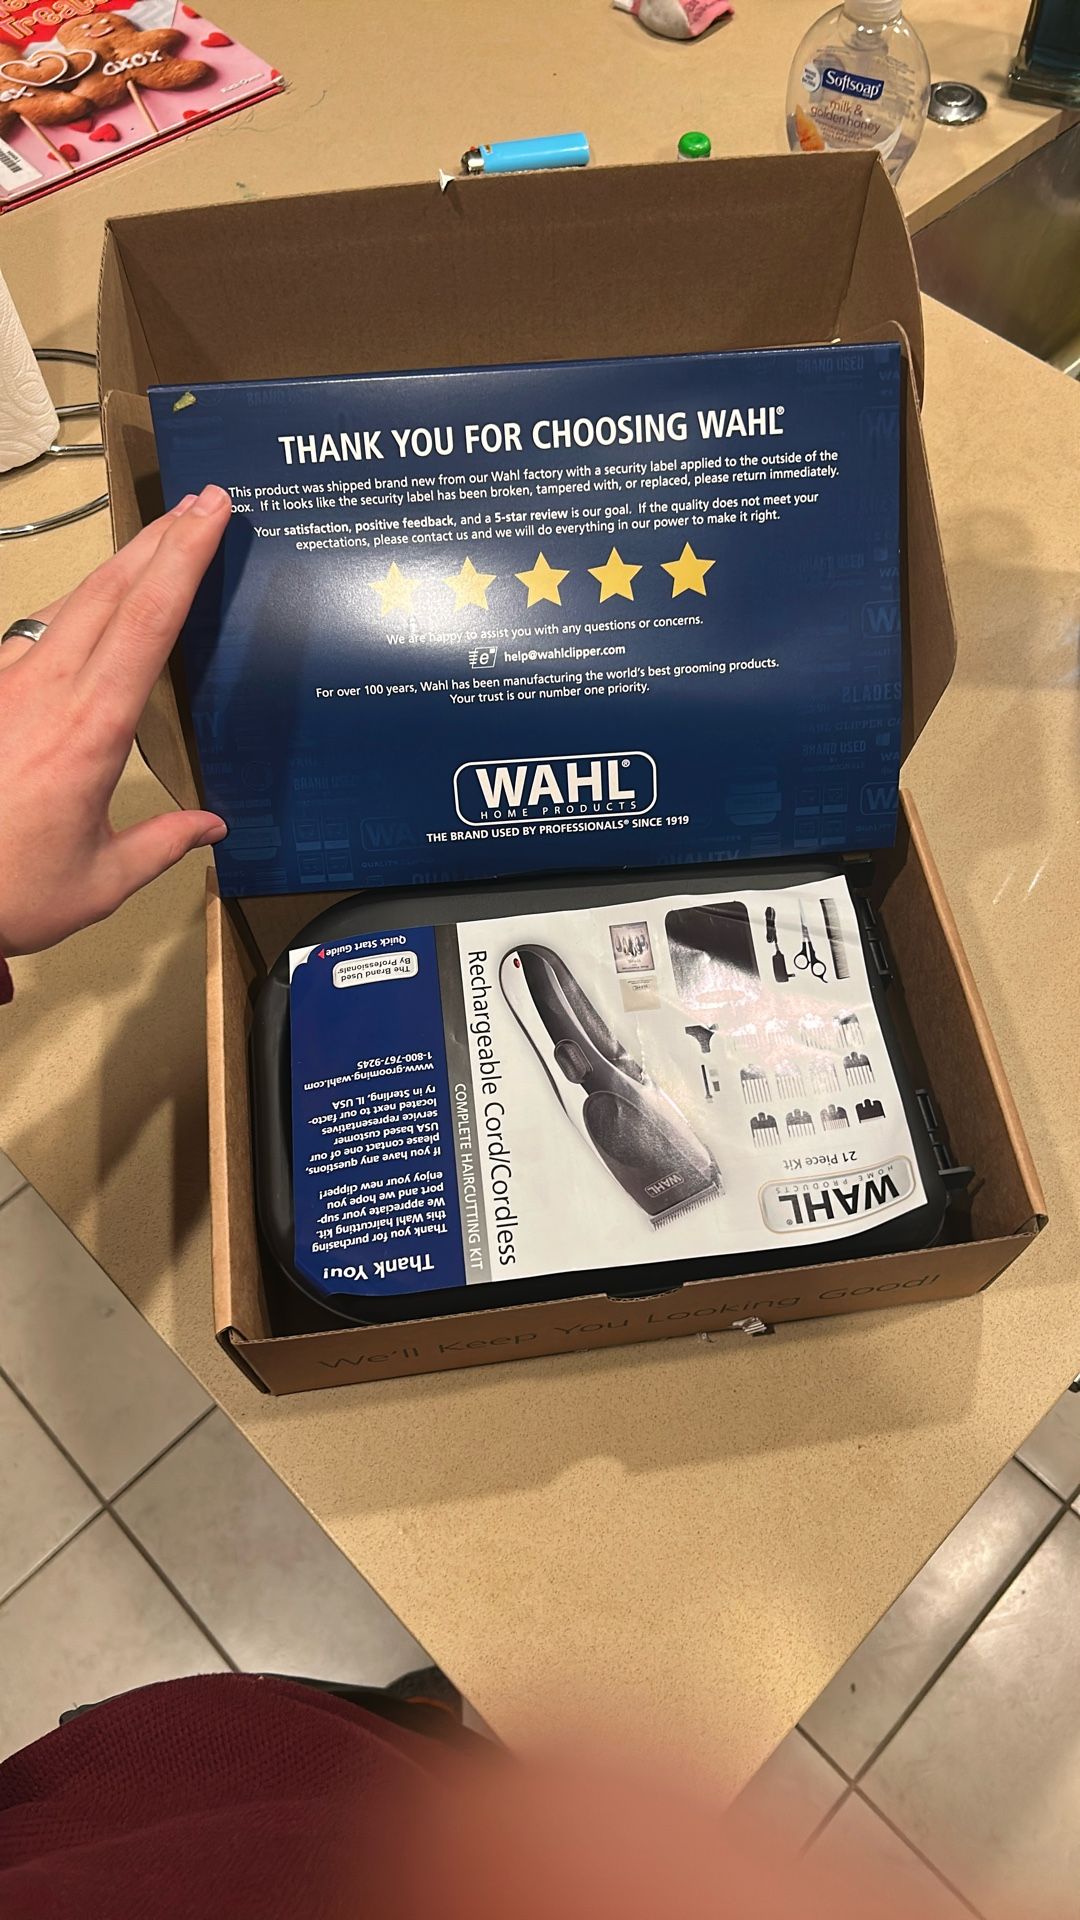 Treats
XOXO
Softsoap
milk &
golden honey
THANK YOU FOR CHOOSING WAHL®
This product was shipped brand new from our Wahl factory with a security label applied to the outside of the
box. If it looks like the security label has been broken, tampered with, or replaced, please return immediately.
Your satisfaction, positive feedback, and a 5-star review is our goal. If the quality does not meet your
expectations, please contact us and we will do everything in our power to make it right.
We are happy to assist you with any questions or concerns.
help@wahlclipper.com
For over 100 years, Wahl has been manufacturing the world's best grooming products.
Your trust is our number one priority.
WAHL®
HOME PRODUCTS
THE BRAND USED BY PROFESSIONALS® SINCE 1919
BRAND USED
BLADES
BRAND USED
QUALITY
Thank You!
Thank you for purchasing
this Wahl haircutting kit.
We appreciate your sup-
port and we hope you
enjoy your new clipper!
If you have any questions,
please contact one of our
USA based customer
service representatives
located next to our facto-
ry in Sterling, IL USA
www.grooming.wahl.com
1-800-767-9245
The Brand Used
By Professionals®
Quick Start Guide
Rechargeable Cord/Cordless
COMPLETE HAIRCUTTING KIT
WAHL
WAHL®
HOME PRODUCTS
21 Piece Kit
We'll Keep You Looking Good!